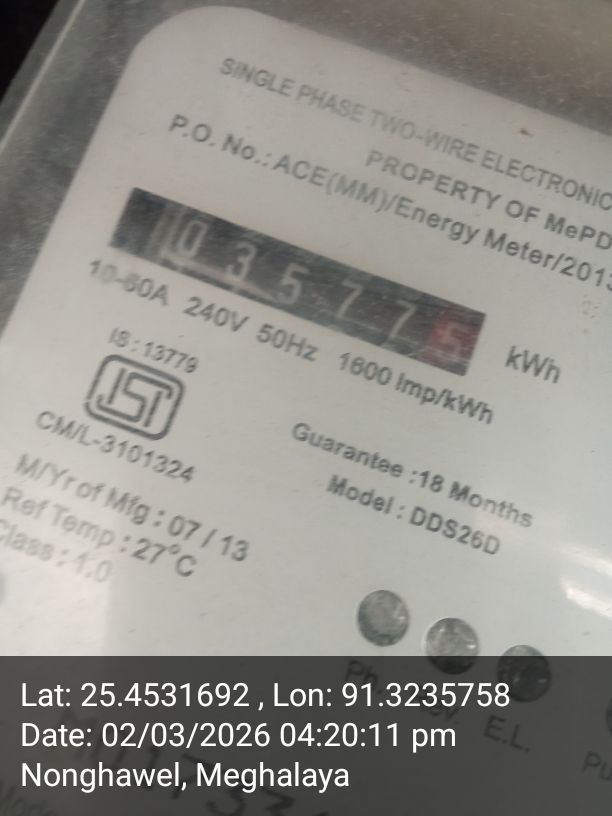 SINGLE PHASE TWO-WIRE ELECTRONIC
PROPERTY OF MePD
P.O. No.: ACE(MM)/Energy Meter/2013
03577 5 kWh
10-60A 240V 50Hz 1600 Imp/kWh
IS : 13779
ISI
CM/L-3101324
M/Yr of Mfg : 07 / 13
Ref Temp : 27°C
Class : 1.0
Guarantee : 18 Months
Model : DDS26D
E.L.
Lat: 25.4531692 , Lon: 91.3235758
Date: 02/03/2026 04:20:11 pm
Nonghawel, Meghalaya